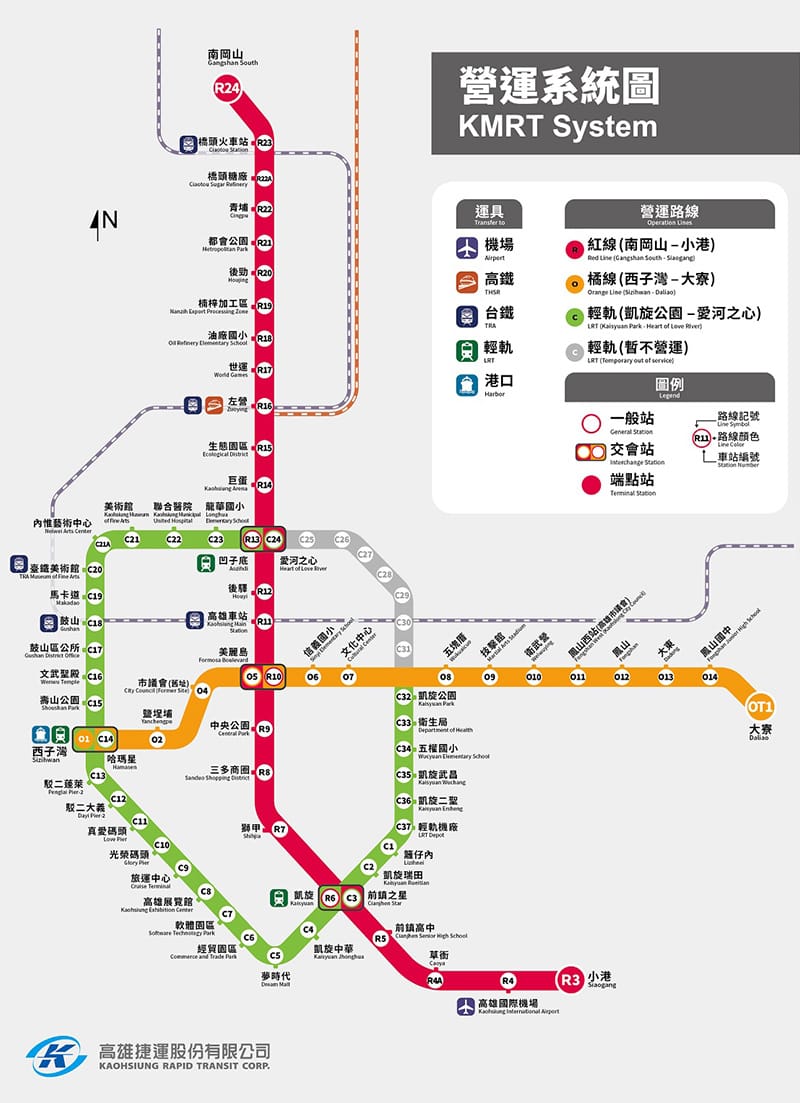 營運系統圖
KMRT System
運具
Transfer to
機場
Airport
高鐵
THSR
台鐵
TRA
輕軌
LRT
港口
Harbor
營運路線
Operation Lines
R
紅線(南岡山－小港)
Red Line (Gangshan South - Siaogang)
O
橘線(西子灣－大寮)
Orange Line (Sizihwan - Daliao)
C
輕軌(凱旋公園－愛河之心)
LRT (Kaisyuan Park - Heart of Love River)
C
輕軌(暫不營運)
LRT (Temporary out of service)
圖例
Legend
一般站
General Station
交會站
Interchange Station
端點站
Terminal Station
R11
路線記號
Line Symbol
路線顏色
Line Color
車站編號
Station Number
N
南岡山
Gangshan South
R24
橋頭火車站
Ciaotou Station
R23
橋頭糖廠
Ciaotou Sugar Refinery
R22A
青埔
Cingpu
R22
都會公園
Metropolitan Park
R21
後勁
Houjing
R20
楠梓加工區
Nanzih Export Processing Zone
R19
油廠國小
Oil Refinery Elementary School
R18
世運
World Games
R17
左營
Zuoying
R16
生態園區
Ecological District
R15
巨蛋
Kaohsiung Arena
R14
內惟藝術中心
Neiwei Arts Center
C21A
美術館
Kaohsiung Museum
of Fine Arts
C21
聯合醫院
Kaohsiung Municipal
United Hospital
C22
龍華國小
Longhua
Elementary School
C23
R13
C24
凹子底
Aozihdi
愛河之心
Heart of Love River
C25
C26
C27
C28
C29
C30
C31
臺鐵美術館
TRA Museum of Fine Arts
C20
馬卡道
Makadao
C19
鼓山
Gushan
C18
鼓山區公所
Gushan District Office
C17
文武聖殿
Wenwu Temple
C16
壽山公園
Shoushan Park
C15
後驛
Houyi
R12
高雄車站
Kaohsiung Main
Station
R11
美麗島
Formosa Boulevard
O5
R10
西子灣
Sizihwan
O1
C14
哈瑪星
Hamasen
鹽埕埔
Yanchengpu
O2
市議會(舊址)
City Council (Former Site)
O4
信義國小
Sinyi Elementary School
O6
文化中心
Cultural Center
O7
五塊厝
Wukuaicuo
O8
技擊館
Martial Arts Stadium
O9
衛武營
Weiwuying
O10
鳳山西站(高雄市議會)
Fongshan West (Kaohsiung City Council)
O11
鳳山
Fongshan
O12
大東
Dadong
O13
鳳山國中
Fongshan Junior High School
O14
OT1
大寮
Daliao
中央公園
Central Park
R9
三多商圈
Sanduo Shopping District
R8
獅甲
Shihjia
R7
C32
凱旋公園
Kaisyuan Park
C33
衛生局
Department of Health
C34
五權國小
Wucyuan Elementary School
C35
凱旋武昌
Kaisyuan Wuchang
C36
凱旋二聖
Kaisyuan Ersheng
C37
輕軌機廠
LRT Depot
C1
籬仔內
Lizihnei
C2
凱旋瑞田
Kaisyuan Rueitian
凱旋
Kaisyuan
R6
C3
前鎮之星
Cianjhen Star
C13
駁二蓬萊
Penglai Pier-2
C12
駁二大義
Dayi Pier-2
C11
真愛碼頭
Love Pier
C10
光榮碼頭
Glory Pier
C9
旅運中心
Cruise Terminal
C8
高雄展覽館
Kaohsiung Exhibition Center
C7
軟體園區
Software Technology Park
C6
經貿園區
Commerce and Trade Park
C5
夢時代
Dream Mall
C4
凱旋中華
Kaisyuan Jhonghua
R5
前鎮高中
Cianjhen Senior High School
草衙
Caoya
R4A
R4
高雄國際機場
Kaohsiung International Airport
R3
小港
Siaogang
高雄捷運股份有限公司
KAOHSIUNG RAPID TRANSIT CORP.